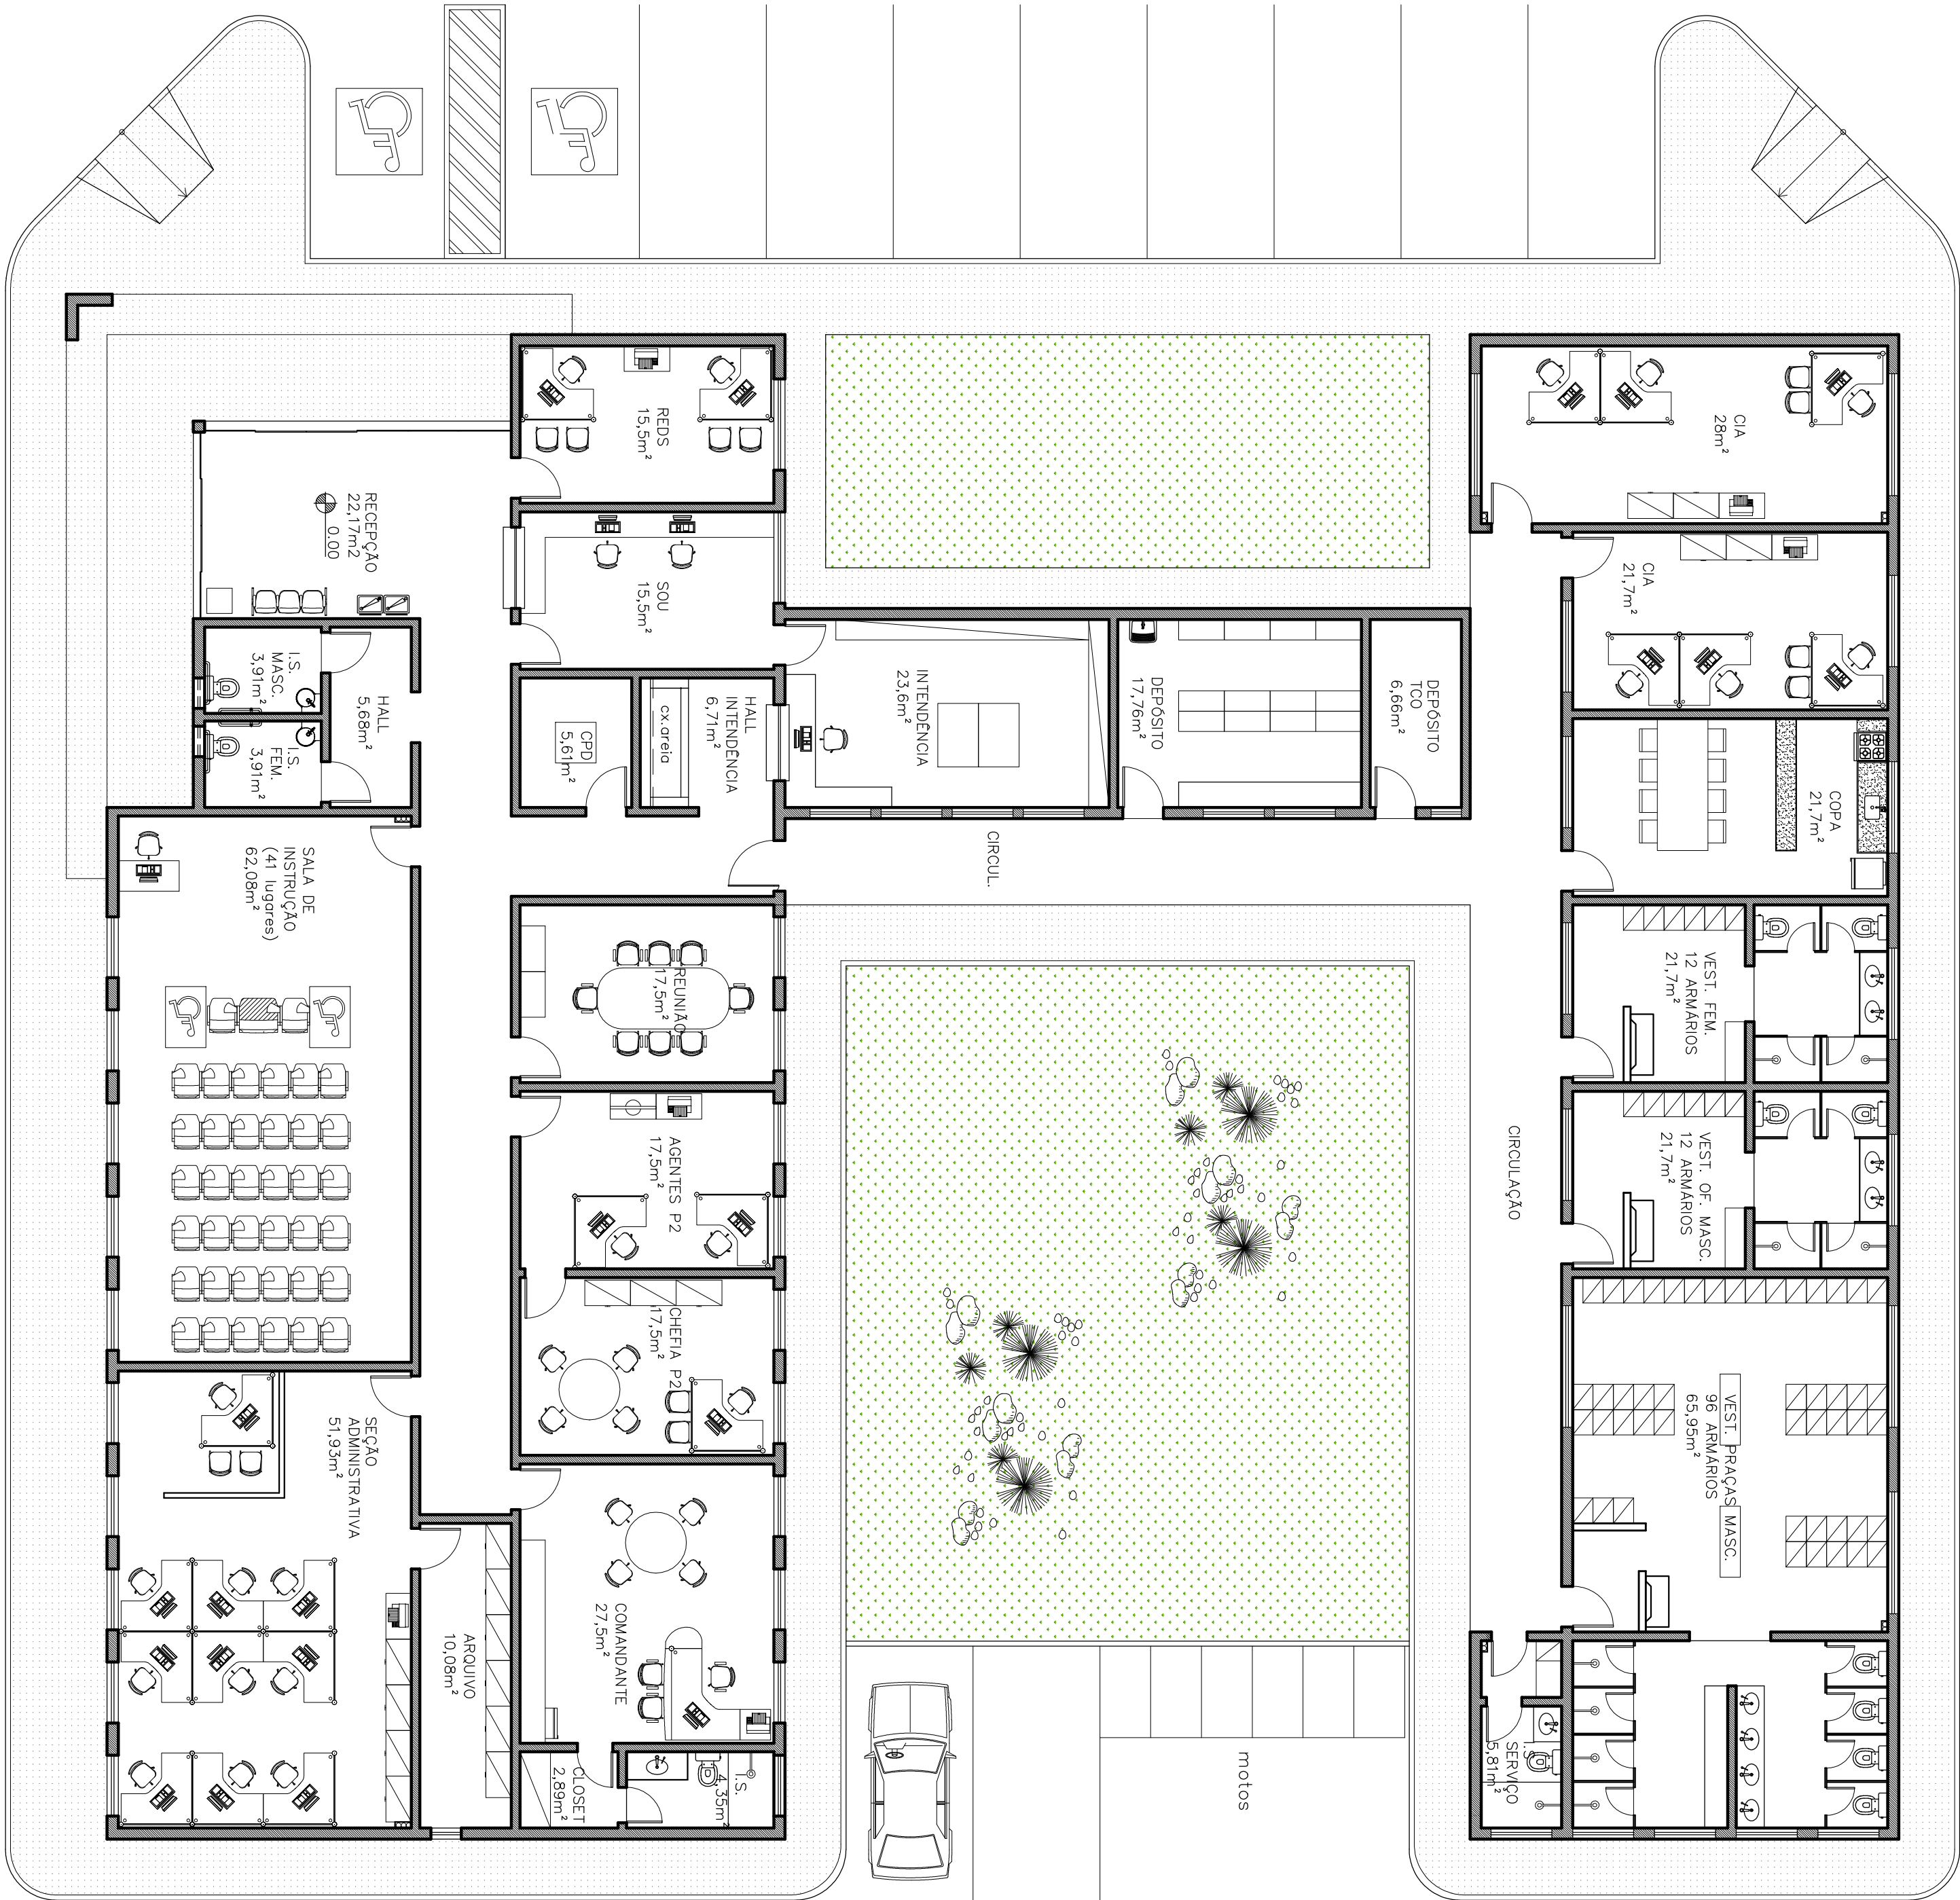 REDS
15,5m²
RECEPÇÃO
22,17m2
0.00
SOU
15,5m²
I.S.
MASC.
3,91m²
I.S.
FEM.
3,91m²
HALL
5,68m²
CPD
5,61m²
cx.areia
HALL
INTENDÊNCIA
6,71m²
INTENDÊNCIA
23,6m²
DEPÓSITO
17,76m²
DEPÓSITO
TCO
6,66m²
CIRCUL.
CIA
28m²
CIA
21,7m²
COPA
21,7m²
VEST. FEM.
12 ARMÁRIOS
21,7m²
VEST. OF. MASC.
12 ARMÁRIOS
21,7m²
CIRCULAÇÃO
VEST. PRAÇAS MASC.
96 ARMÁRIOS
65,95m²
I.S.
SERVIÇO
5,81m²
SALA DE
INSTRUÇÃO
(41 lugares)
62,08m²
REUNIÃO
17,5m²
AGENTES P2
17,5m²
CHEFIA P2
17,5m²
SEÇÃO
ADMINISTRATIVA
51,93m²
ARQUIVO
10,08m²
COMANDANTE
27,5m²
CLOSET
2,89m²
I.S.
4,35m²
motos